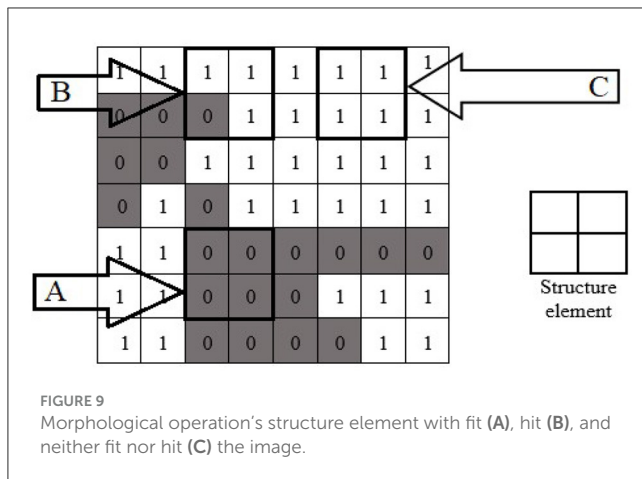 1 1 1 1 1 1 1 1
B
C
0 0 0 1 1 1 1 1
0 0 1 1 1 1 1 1
0 1 0 1 1 1 1 1
1 1 0 0 0 0 0 0
A
1 1 0 0 0 1 1 1
1 1 0 0 0 0 1 1
Structure
element
FIGURE 9
Morphological operation's structure element with fit (A), hit (B), and
neither fit nor hit (C) the image.